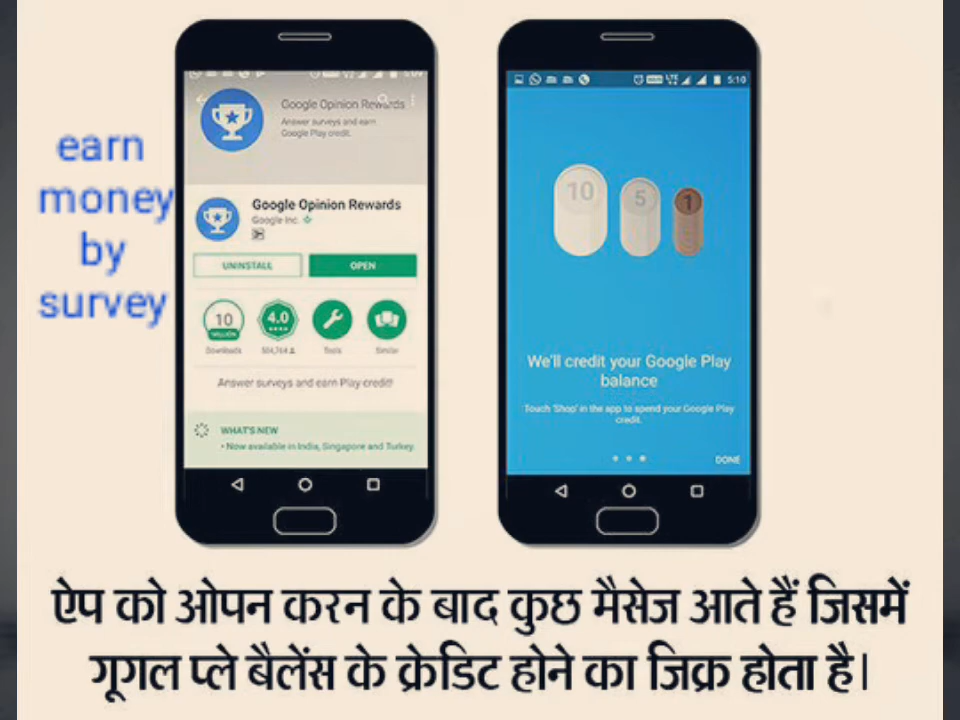 earn
money
by
survey
Google Opinion Rewards
Answer surveys and earn
Google Play credit.
Google Opinion Rewards
Google Inc.
UNINSTALL
OPEN
10
MILLION
Downloads
4.0
Tools
Similar
Answer surveys and earn Play credit!
WHAT'S NEW
• Now available in India, Singapore and Turkey.
LTE
5:10
10
5
1
We'll credit your Google Play
balance
Touch 'Shop' in the app to spend your Google Play
credit.
DONE
ऐप को ओपन करन के बाद कुछ मैसेज आते हैं जिसमें
गूगल प्ले बैलेंस के क्रेडिट होने का जिक्र होता है।